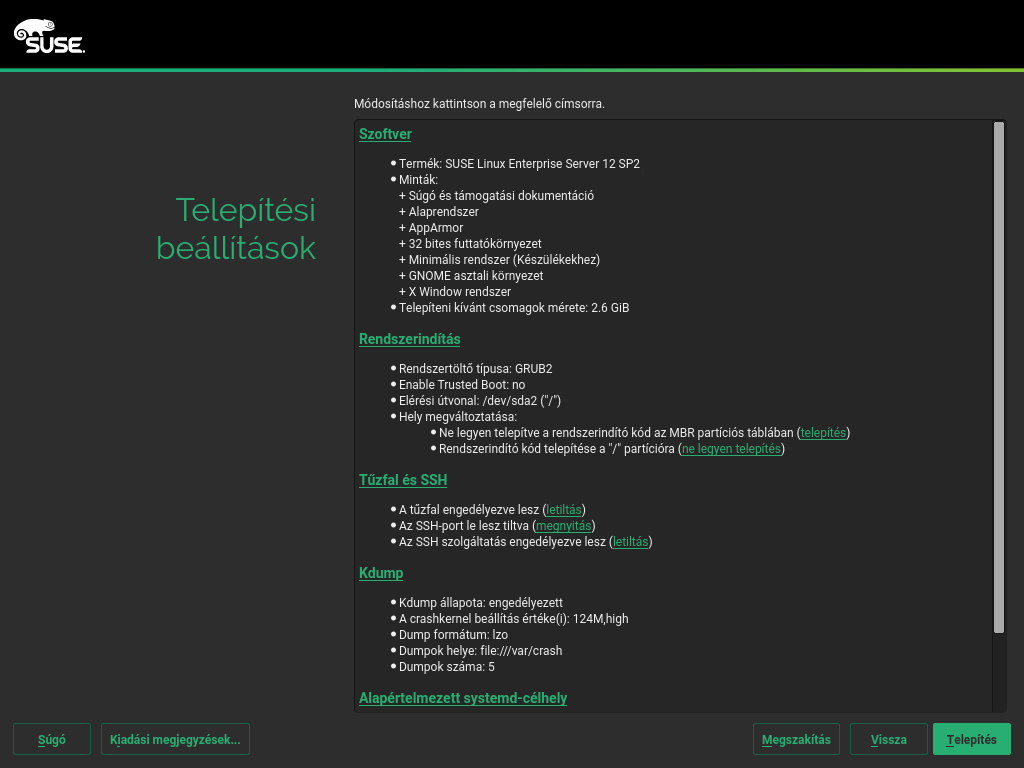 SUSE.
Módosításhoz kattintson a megfelelő címsorra.
Telepítési
beállítások
Szoftver
Termék: SUSE Linux Enterprise Server 12 SP2
Minták:
+ Súgó és támogatási dokumentáció
+ Alaprendszer
+ AppArmor
+ 32 bites futtatókörnyezet
+ Minimális rendszer (Készülékekhez)
+ GNOME asztali környezet
+ X Window rendszer
Telepíteni kívánt csomagok mérete: 2.6 GiB
Rendszerindítás
Rendszertöltő típusa: GRUB2
Enable Trusted Boot: no
Elérési útvonal: /dev/sda2 ("/")
Hely megváltoztatása:
Ne legyen telepítve a rendszerindító kód az MBR partíciós táblában (telepítés)
Rendszerindító kód telepítése a "/" partícióra (ne legyen telepítés)
Tűzfal és SSH
A tűzfal engedélyezve lesz (letiltás)
Az SSH-port le lesz tiltva (megnyitás)
Az SSH szolgáltatás engedélyezve lesz (letiltás)
Kdump
Kdump állapota: engedélyezett
A crashkernel beállítás értéke(i): 124M,high
Dump formátum: lzo
Dumpok helye: file:///var/crash
Dumpok száma: 5
Alapértelmezett systemd-célhely
Súgó
Kiadási megjegyzések...
Megszakítás
Vissza
Telepítés